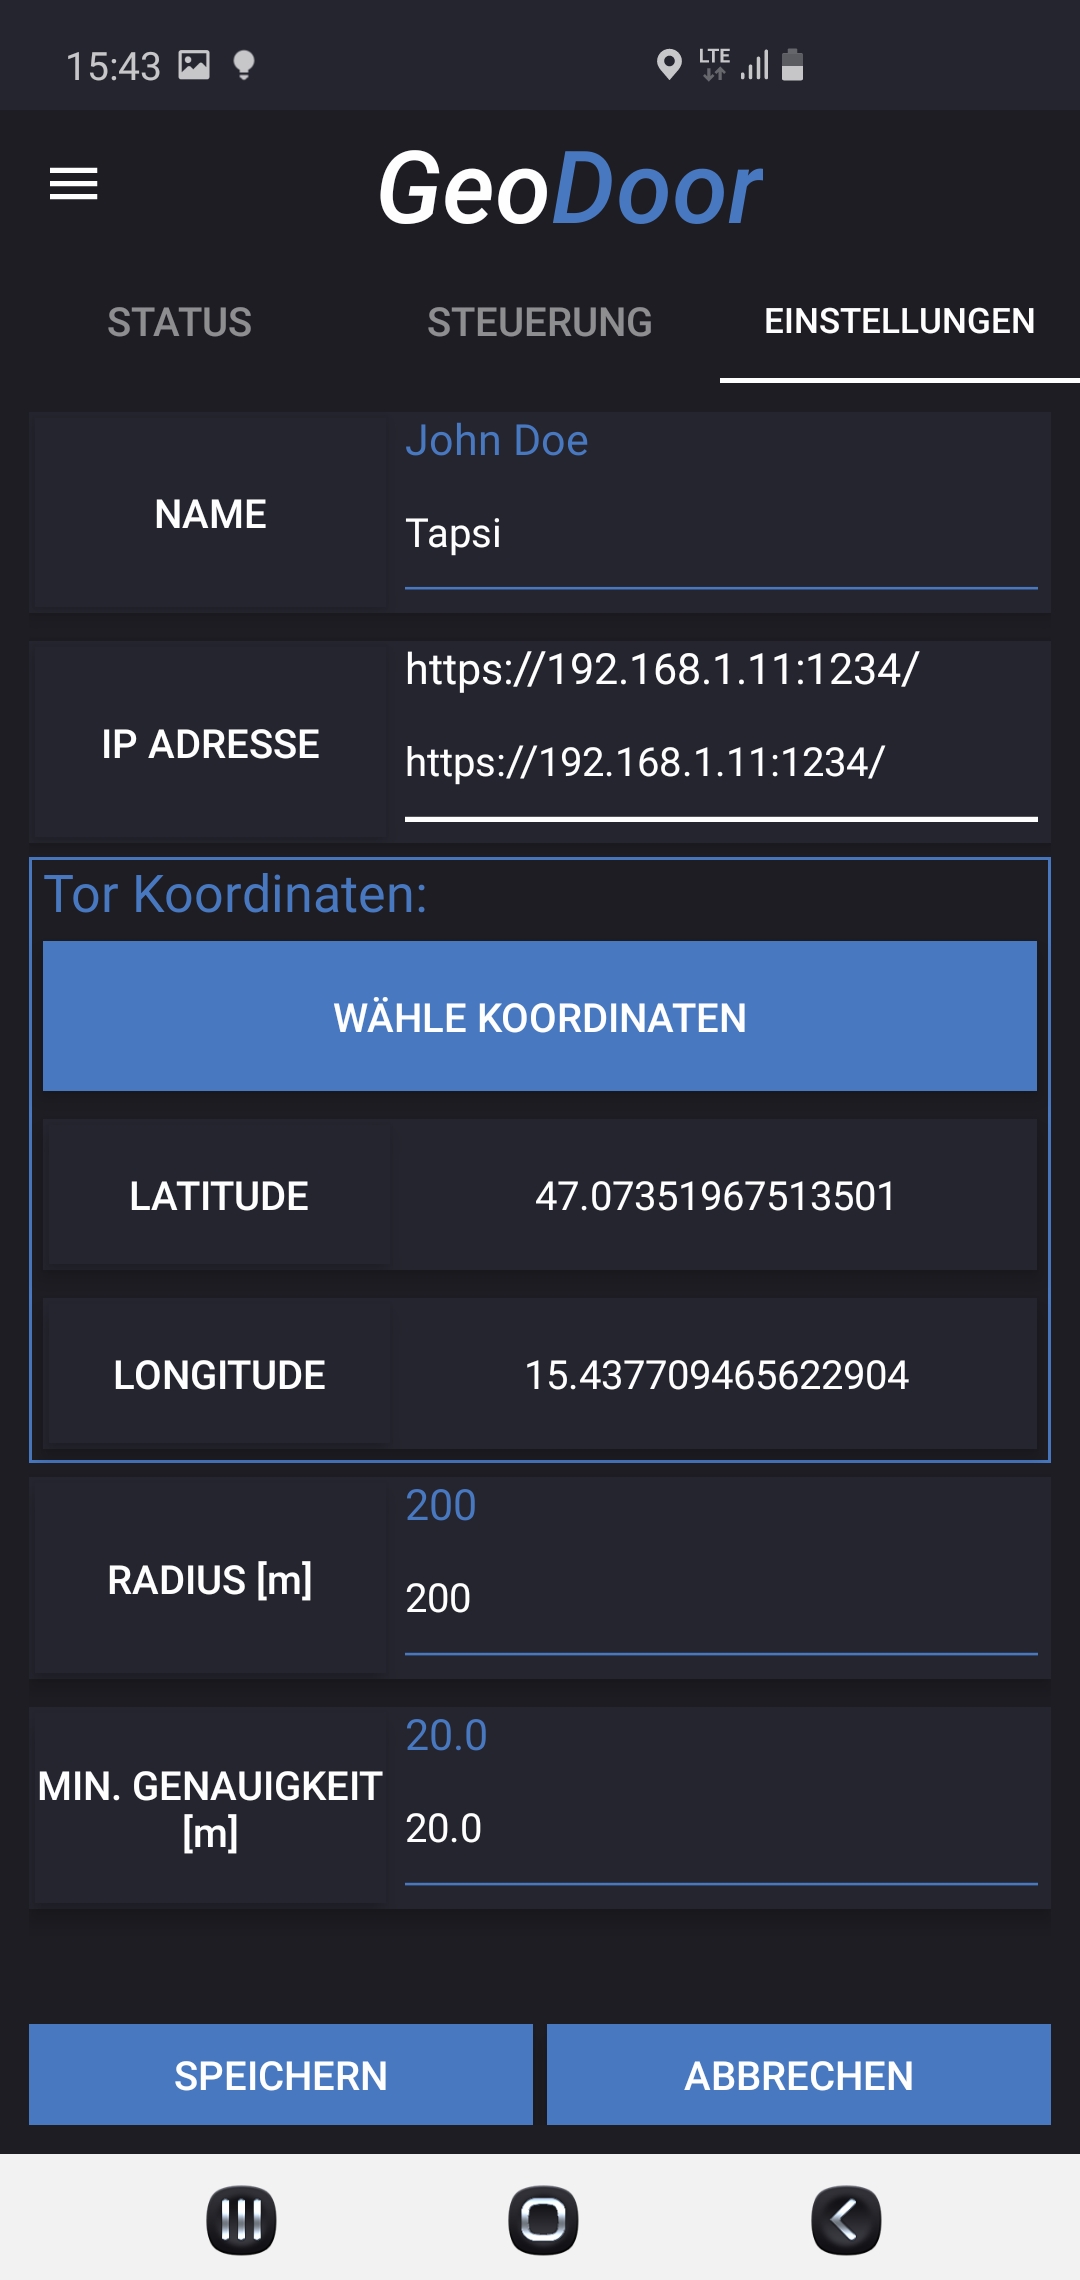 15:43
LTE
GeoDoor
STATUS
STEUERUNG
EINSTELLUNGEN
John Doe
NAME
Tapsi
https://192.168.1.11:1234/
IP ADRESSE
https://192.168.1.11:1234/
Tor Koordinaten:
WÄHLE KOORDINATEN
LATITUDE
47.07351967513501
LONGITUDE
15.437709465622904
200
RADIUS [m]
200
20.0
MIN. GENAUIGKEIT
[m]
20.0
SPEICHERN
ABBRECHEN